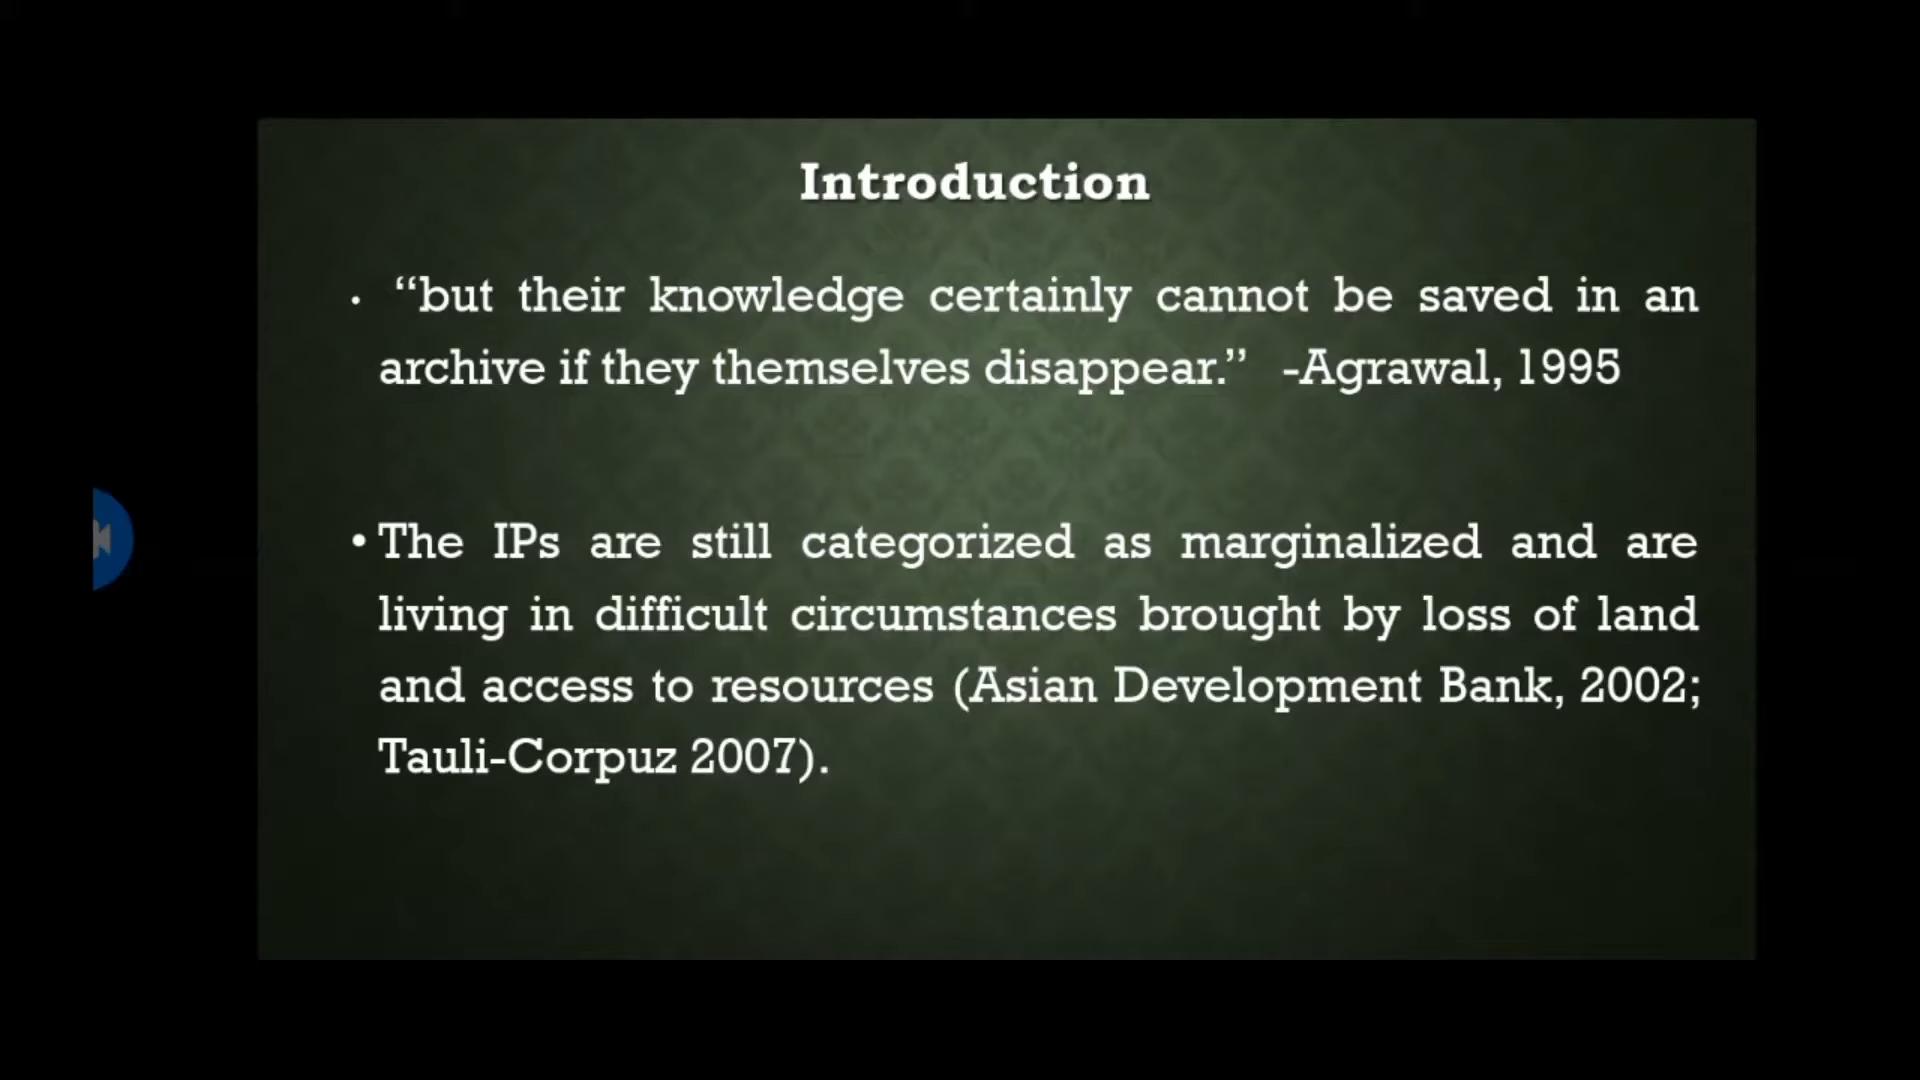 Introduction
• “but their knowledge certainly cannot be saved in an
archive if they themselves disappear.” -Agrawal, 1995
• The IPs are still categorized as marginalized and are
living in difficult circumstances brought by loss of land
and access to resources (Asian Development Bank, 2002;
Tauli-Corpuz 2007).